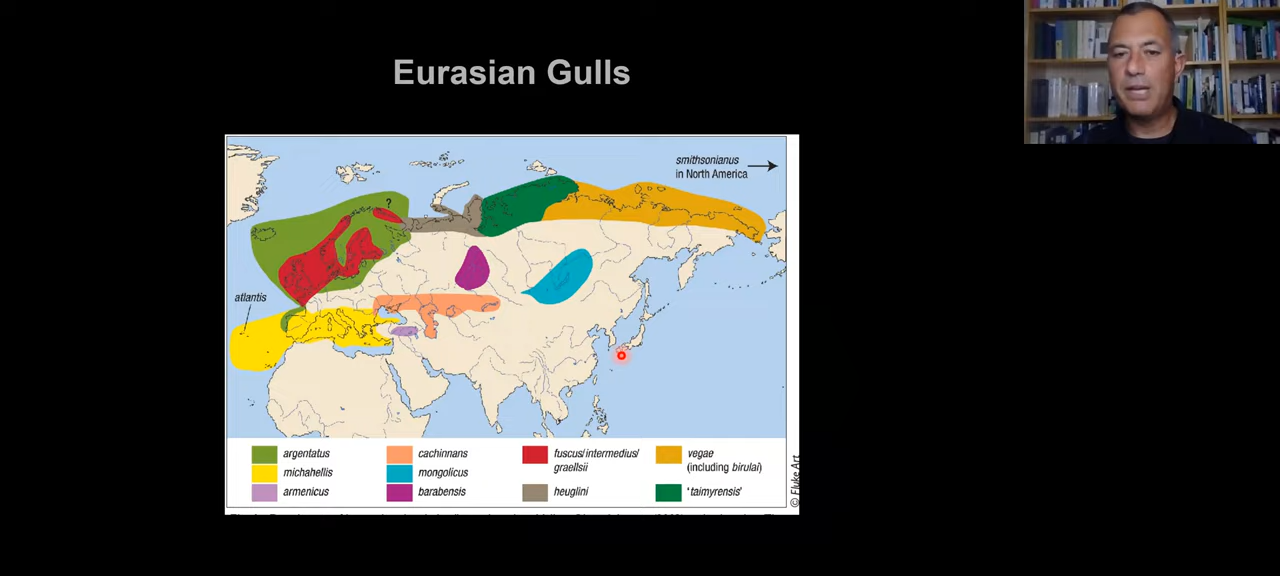 Eurasian Gulls
smithsonianus
in North America
?
atlantis
argentatus
michahellis
armenicus
cachinnans
mongolicus
barabensis
fuscus/intermedius/
graellsii
heuglini
vegae
(including birulai)
'taimyrensis'
© Fluke Art